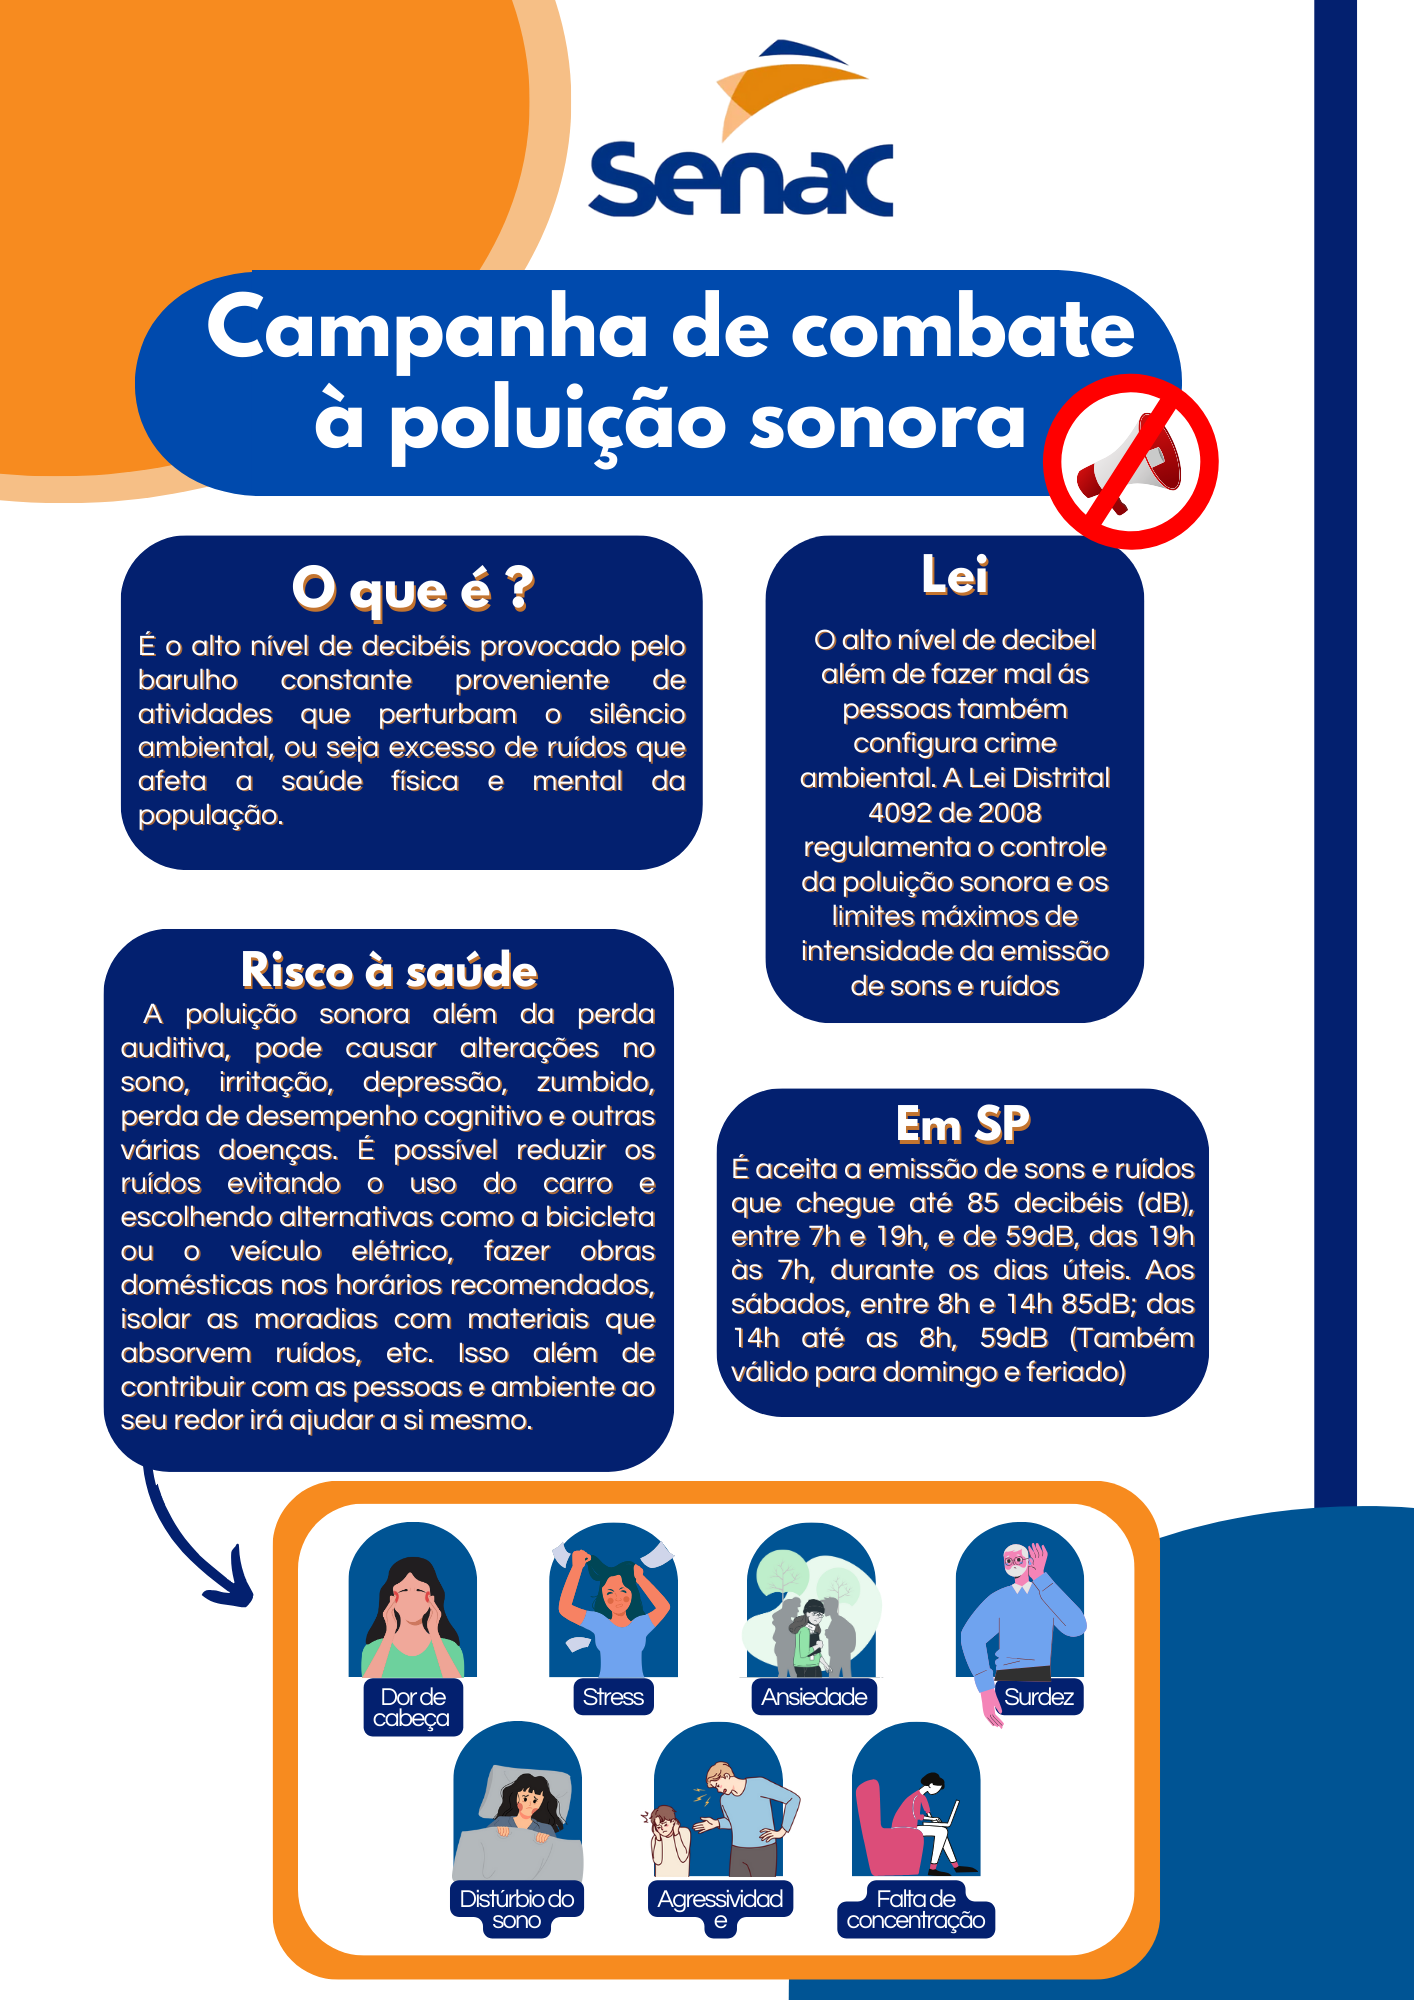 Senac
Campanha de combate
à poluição sonora
O que é ?
É o alto nível de decibéis provocado pelo
barulho constante proveniente de
atividades que perturbam o silêncio
ambiental, ou seja excesso de ruídos que
afeta a saúde física e mental da
população.
Lei
O alto nível de decibel
além de fazer mal ás
pessoas também
configura crime
ambiental. A Lei Distrital
4092 de 2008
regulamenta o controle
da poluição sonora e os
limites máximos de
intensidade da emissão
de sons e ruídos
Risco à saúde
A poluição sonora além da perda
auditiva, pode causar alterações no
sono, irritação, depressão, zumbido,
perda de desempenho cognitivo e outras
várias doenças. É possível reduzir os
ruídos evitando o uso do carro e
escolhendo alternativas como a bicicleta
ou o veículo elétrico, fazer obras
domésticas nos horários recomendados,
isolar as moradias com materiais que
absorvem ruídos, etc. Isso além de
contribuir com as pessoas e ambiente ao
seu redor irá ajudar a si mesmo.
Em SP
É aceita a emissão de sons e ruídos
que chegue até 85 decibéis (dB),
entre 7h e 19h, e de 59dB, das 19h
às 7h, durante os dias úteis. Aos
sábados, entre 8h e 14h 85dB; das
14h até as 8h, 59dB (Também
válido para domingo e feriado)
Dor de
cabeça
Stress
Ansiedade
Surdez
Distúrbio do
sono
Agressividad
e
Falta de
concentração